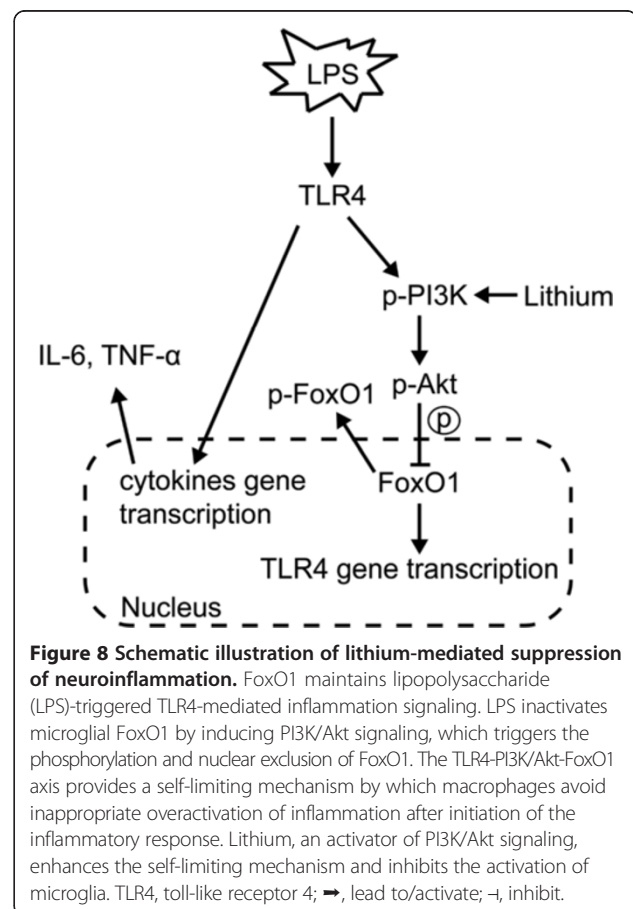 LPS
TLR4
p-PI3K
Lithium
IL-6, TNF-α
p-FoxO1
p-Akt
p
cytokines gene
transcription
FoxO1
TLR4 gene transcription
Nucleus
Figure 8 Schematic illustration of lithium-mediated suppression
of neuroinflammation. FoxO1 maintains lipopolysaccharide
(LPS)-triggered TLR4-mediated inflammation signaling. LPS inactivates
microglial FoxO1 by inducing PI3K/Akt signaling, which triggers the
phosphorylation and nuclear exclusion of FoxO1. The TLR4-PI3K/Akt-FoxO1
axis provides a self-limiting mechanism by which macrophages avoid
inappropriate overactivation of inflammation after initiation of the
inflammatory response. Lithium, an activator of PI3K/Akt signaling,
enhances the self-limiting mechanism and inhibits the activation of
microglia. TLR4, toll-like receptor 4; ➡, lead to/activate; ⊣, inhibit.